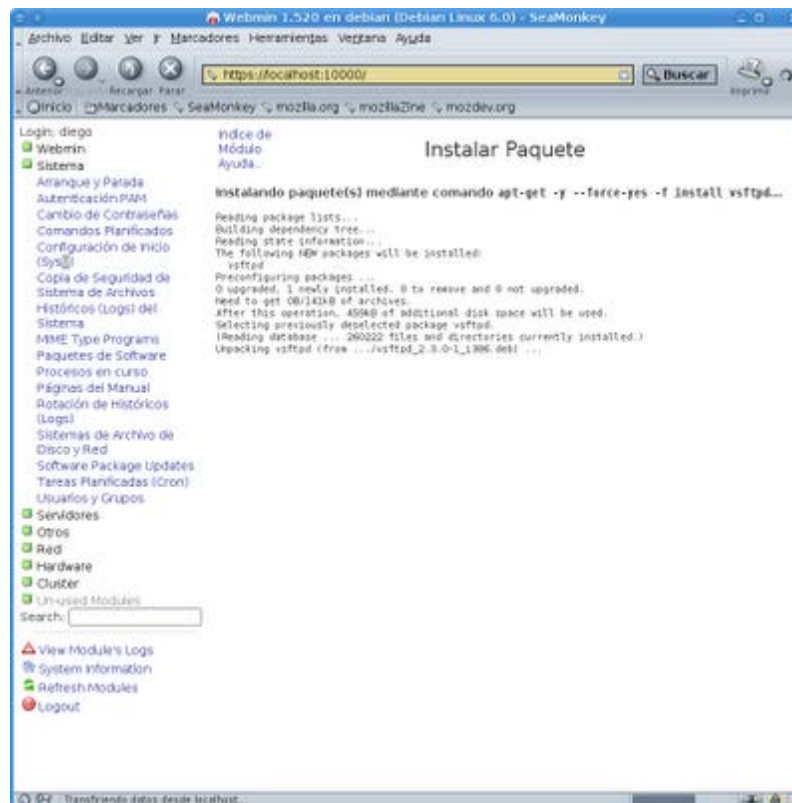 Webmin 1.520 en debian (Debian Linux 6.0) - SeaMonkey
Archivo Editar Ver Ir Marcadores Herramientas Ventana Ayuda
Anterior Recargar Parar https://localhost:10000/ Buscar Imprimir
Inicio Marcadores SeaMonkey mozilla.org mozillaZine mozdev.org
Login: diego
Webmin
Sistema
Arranque y Parada
Autenticación PAM
Cambio de Contraseñas
Comandos Planificados
Configuración de Inicio
Copia de Seguridad de
Sistema de Archivos
Históricos (Logs) del
Sistema
MIME Type Programs
Paquetes de Software
Procesos en curso
Páginas del Manual
Rotación de Históricos
(Logs)
Sistemas de Archivo de
Disco y Red
Software Package Updates
Tareas Planificadas (Cron)
Usuarios y Grupos
Servidores
Otros
Red
Hardware
Cluster
Un-used Modules
Search:
View Module's Logs
System Information
Refresh Modules
Logout
Indice de
Módulo
Ayuda..
Instalar Paquete
Instalando paquete(s) mediante comando apt-get -y --force-yes -f install vsftpd...
Reading package lists...
Building dependency tree...
Reading state information...
The following NEW packages will be installed:
vsftpd
Preconfiguring packages ...
0 upgraded, 1 newly installed, 0 to remove and 0 not upgraded.
Need to get 0B/141kB of archives.
After this operation, 459kB of additional disk space will be used.
Selecting previously deselected package vsftpd.
(Reading database ... 260222 files and directories currently installed.)
Unpacking vsftpd (from .../vsftpd_2.3.0-1_i386.deb) ...
Transfiriendo datos desde localhost...